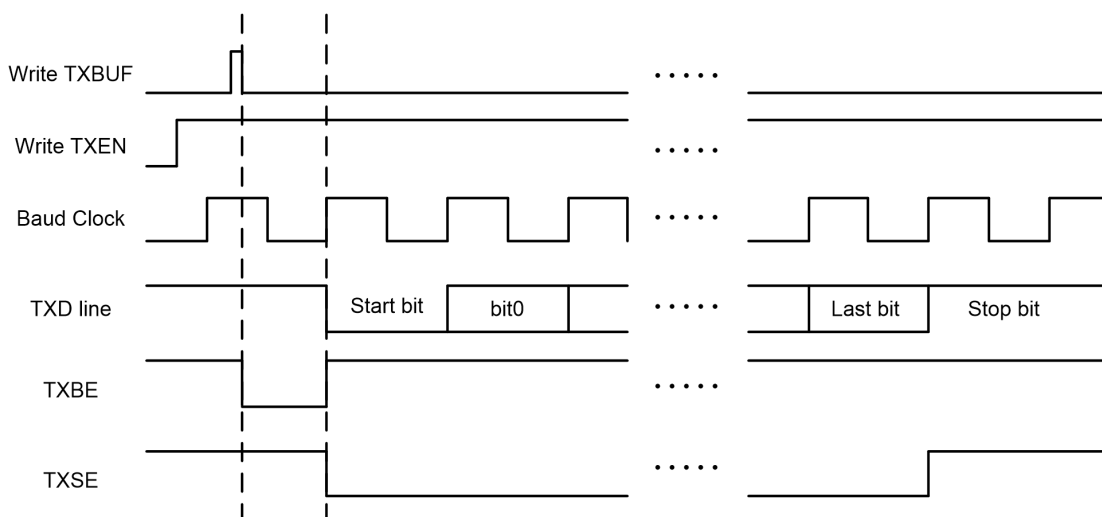 Write TXBUF
.....
Write TXEN
.....
Baud Clock
.....
TXD line
Start bit
bit0
.....
Last bit
Stop bit
TXBE
.....
TXSE
.....